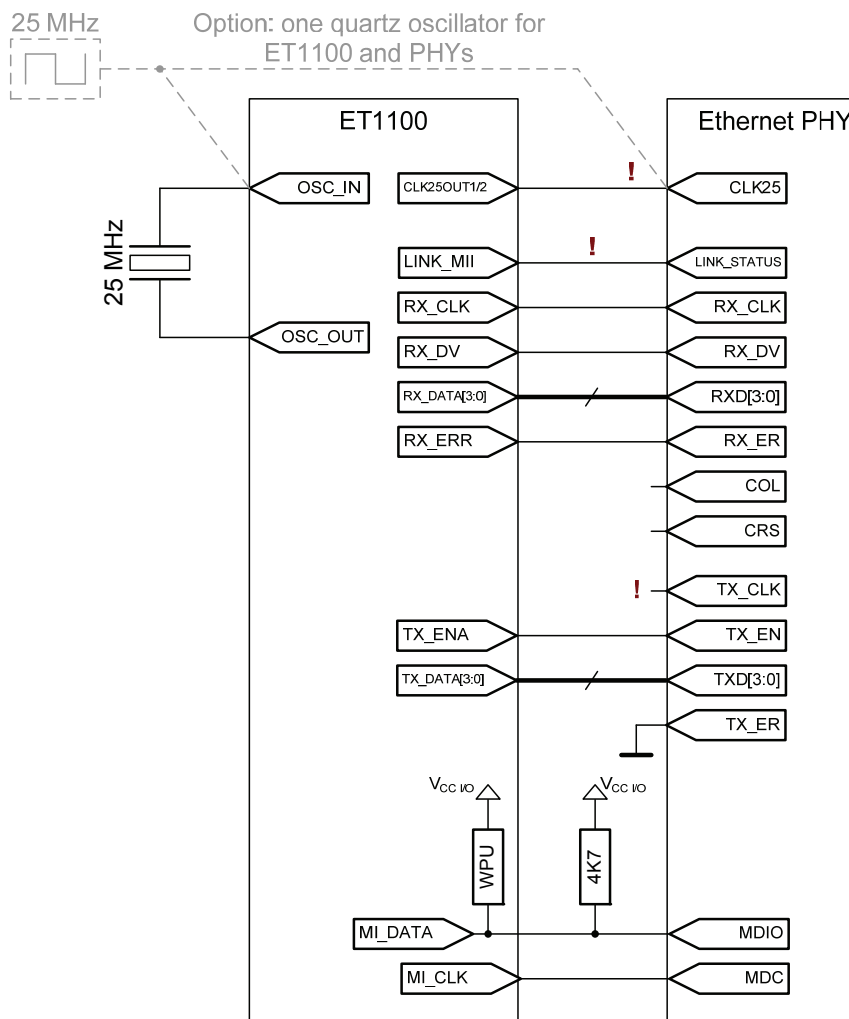 25 MHz
Option: one quartz oscillator for
ET1100 and PHYs
ET1100
Ethernet PHY
OSC_IN
CLK25OUT1/2
!
CLK25
25 MHz
LINK_MII
!
LINK_STATUS
RX_CLK
RX_CLK
OSC_OUT
RX_DV
RX_DV
RX_DATA[3:0]
RXD[3:0]
RX_ERR
RX_ER
COL
CRS
!
TX_CLK
TX_ENA
TX_EN
TX_DATA[3:0]
TXD[3:0]
TX_ER
VCC I/O
VCC I/O
WPU
4K7
MI_DATA
MDIO
MI_CLK
MDC